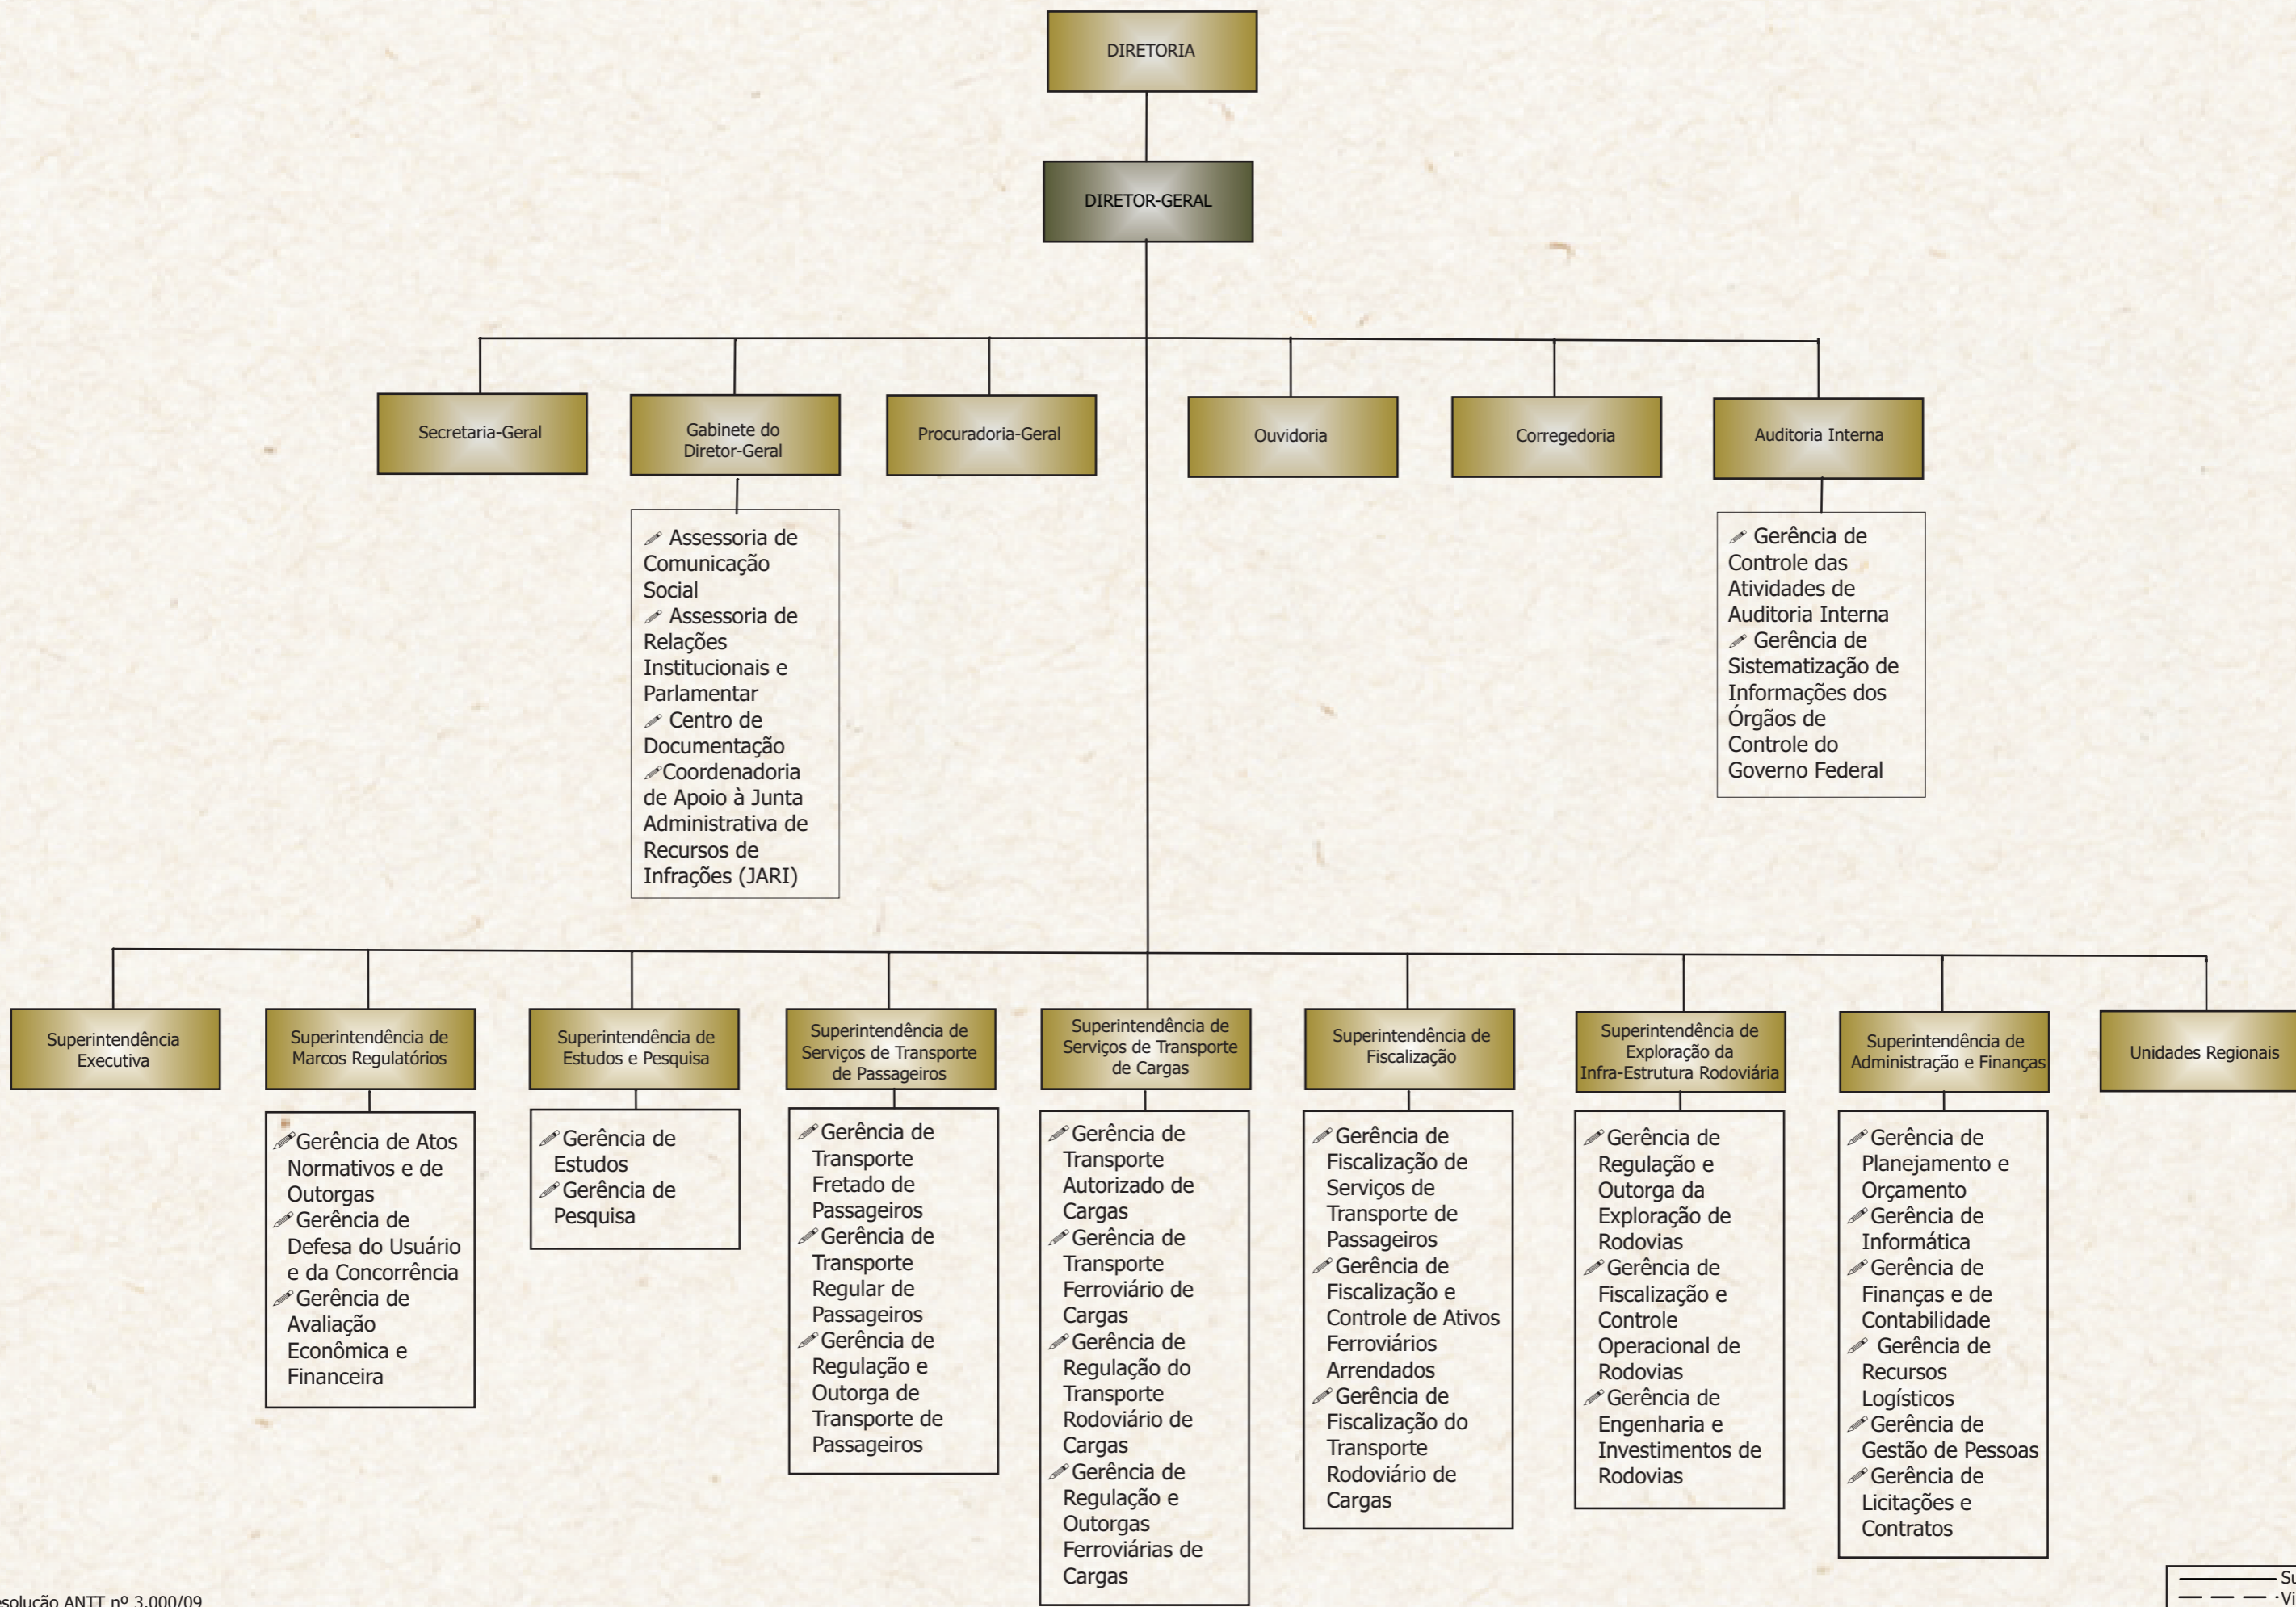 DIRETORIA
DIRETOR-GERAL
Secretaria-Geral
Gabinete do
Diretor-Geral
Procuradoria-Geral
Ouvidoria
Corregedoria
Auditoria Interna
Assessoria de
Comunicação
Social
Assessoria de
Relações
Institucionais e
Parlamentar
Centro de
Documentação
Coordenadoria
de Apoio à Junta
Administrativa de
Recursos de
Infrações (JARI)
Gerência de
Controle das
Atividades de
Auditoria Interna
Gerência de
Sistematização de
Informações dos
Órgãos de
Controle do
Governo Federal
Superintendência
Executiva
Superintendência de
Marcos Regulatórios
Superintendência de
Estudos e Pesquisa
Superintendência de
Serviços de Transporte
de Passageiros
Superintendência de
Serviços de Transporte
de Cargas
Superintendência de
Fiscalização
Superintendência de
Exploração da
Infra-Estrutura Rodoviária
Superintendência de
Administração e Finanças
Unidades Regionais
Gerência de Atos
Normativos e de
Outorgas
Gerência de
Defesa do Usuário
e da Concorrência
Gerência de
Avaliação
Econômica e
Financeira
Gerência de
Estudos
Gerência de
Pesquisa
Gerência de
Transporte
Fretado de
Passageiros
Gerência de
Transporte
Regular de
Passageiros
Gerência de
Regulação e
Outorga de
Transporte de
Passageiros
Gerência de
Transporte
Autorizado de
Cargas
Gerência de
Transporte
Ferroviário de
Cargas
Gerência de
Regulação do
Transporte
Rodoviário de
Cargas
Gerência de
Regulação e
Outorgas
Ferroviárias de
Cargas
Gerência de
Fiscalização de
Serviços de
Transporte de
Passageiros
Gerência de
Fiscalização e
Controle de Ativos
Ferroviários
Arrendados
Gerência de
Fiscalização do
Transporte
Rodoviário de
Cargas
Gerência de
Regulação e
Outorga da
Exploração de
Rodovias
Gerência de
Fiscalização e
Controle
Operacional de
Rodovias
Gerência de
Engenharia e
Investimentos de
Rodovias
Gerência de
Planejamento e
Orçamento
Gerência de
Informática
Gerência de
Finanças e de
Contabilidade
Gerência de
Recursos
Logísticos
Gerência de
Gestão de Pessoas
Gerência de
Licitações e
Contratos
esolução ANTT nº 3.000/09
Su
Vi